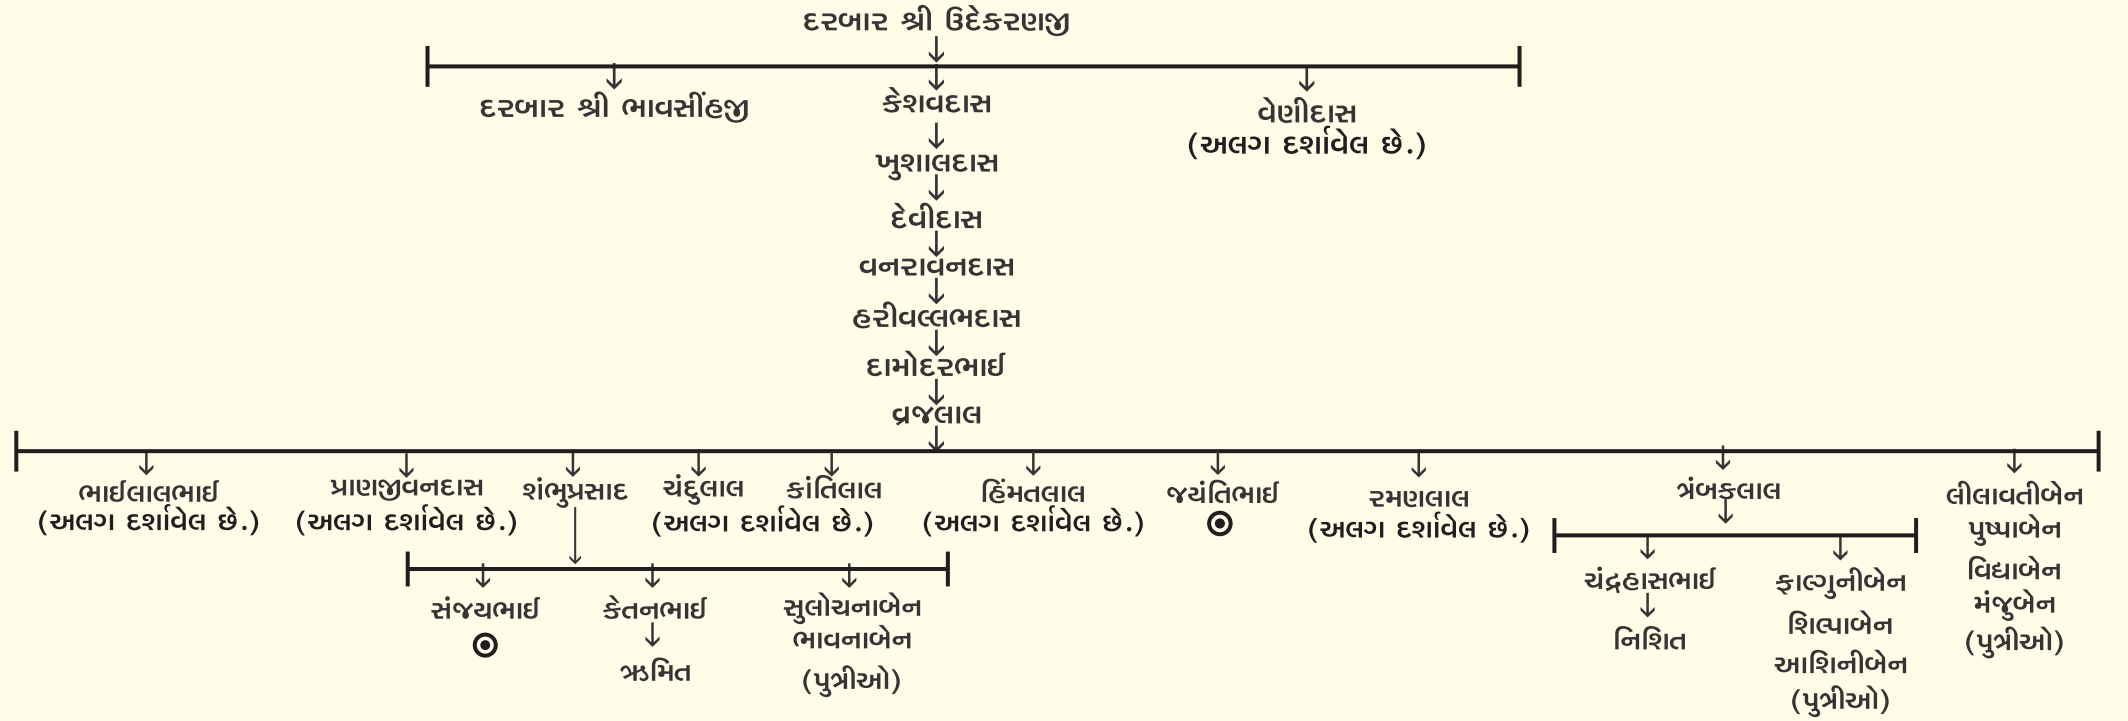 દરબાર શ્રી ઉદેકરણજી
દરબાર શ્રી ભાવસીંહજી
કેશવદાસ
વેણીદાસ
(અલગ દર્શાવેલ છે.)
ખુશાલદાસ
દેવીદાસ
વનરાવનદાસ
હરીવલ્લભદાસ
દામોદરભાઈ
વ્રજલાલ
ભાઈલાલભાઈ
(અલગ દર્શાવેલ છે.)
પ્રાણજીવનદાસ
(અલગ દર્શાવેલ છે.)
શંભુપ્રસાદ
ચંદુલાલ કાંતિલાલ
(અલગ દર્શાવેલ છે.)
હિંમતલાલ
(અલગ દર્શાવેલ છે.)
જયંતિભાઈ
રમણલાલ
(અલગ દર્શાવેલ છે.)
ત્રંબકલાલ
લીલાવતીબેન
પુષ્પાબેન
વિદ્યાબેન
મંજુબેન
(પુત્રીઓ)
સંજયભાઈ
કેતનભાઈ
ઋમિત
સુલોચનાબેન
ભાવનાબેન
(પુત્રીઓ)
ચંદ્રહાસભાઈ
નિશિત
ફાલ્ગુનીબેન
શિલ્પાબેન
આશિનીબેન
(પુત્રીઓ)